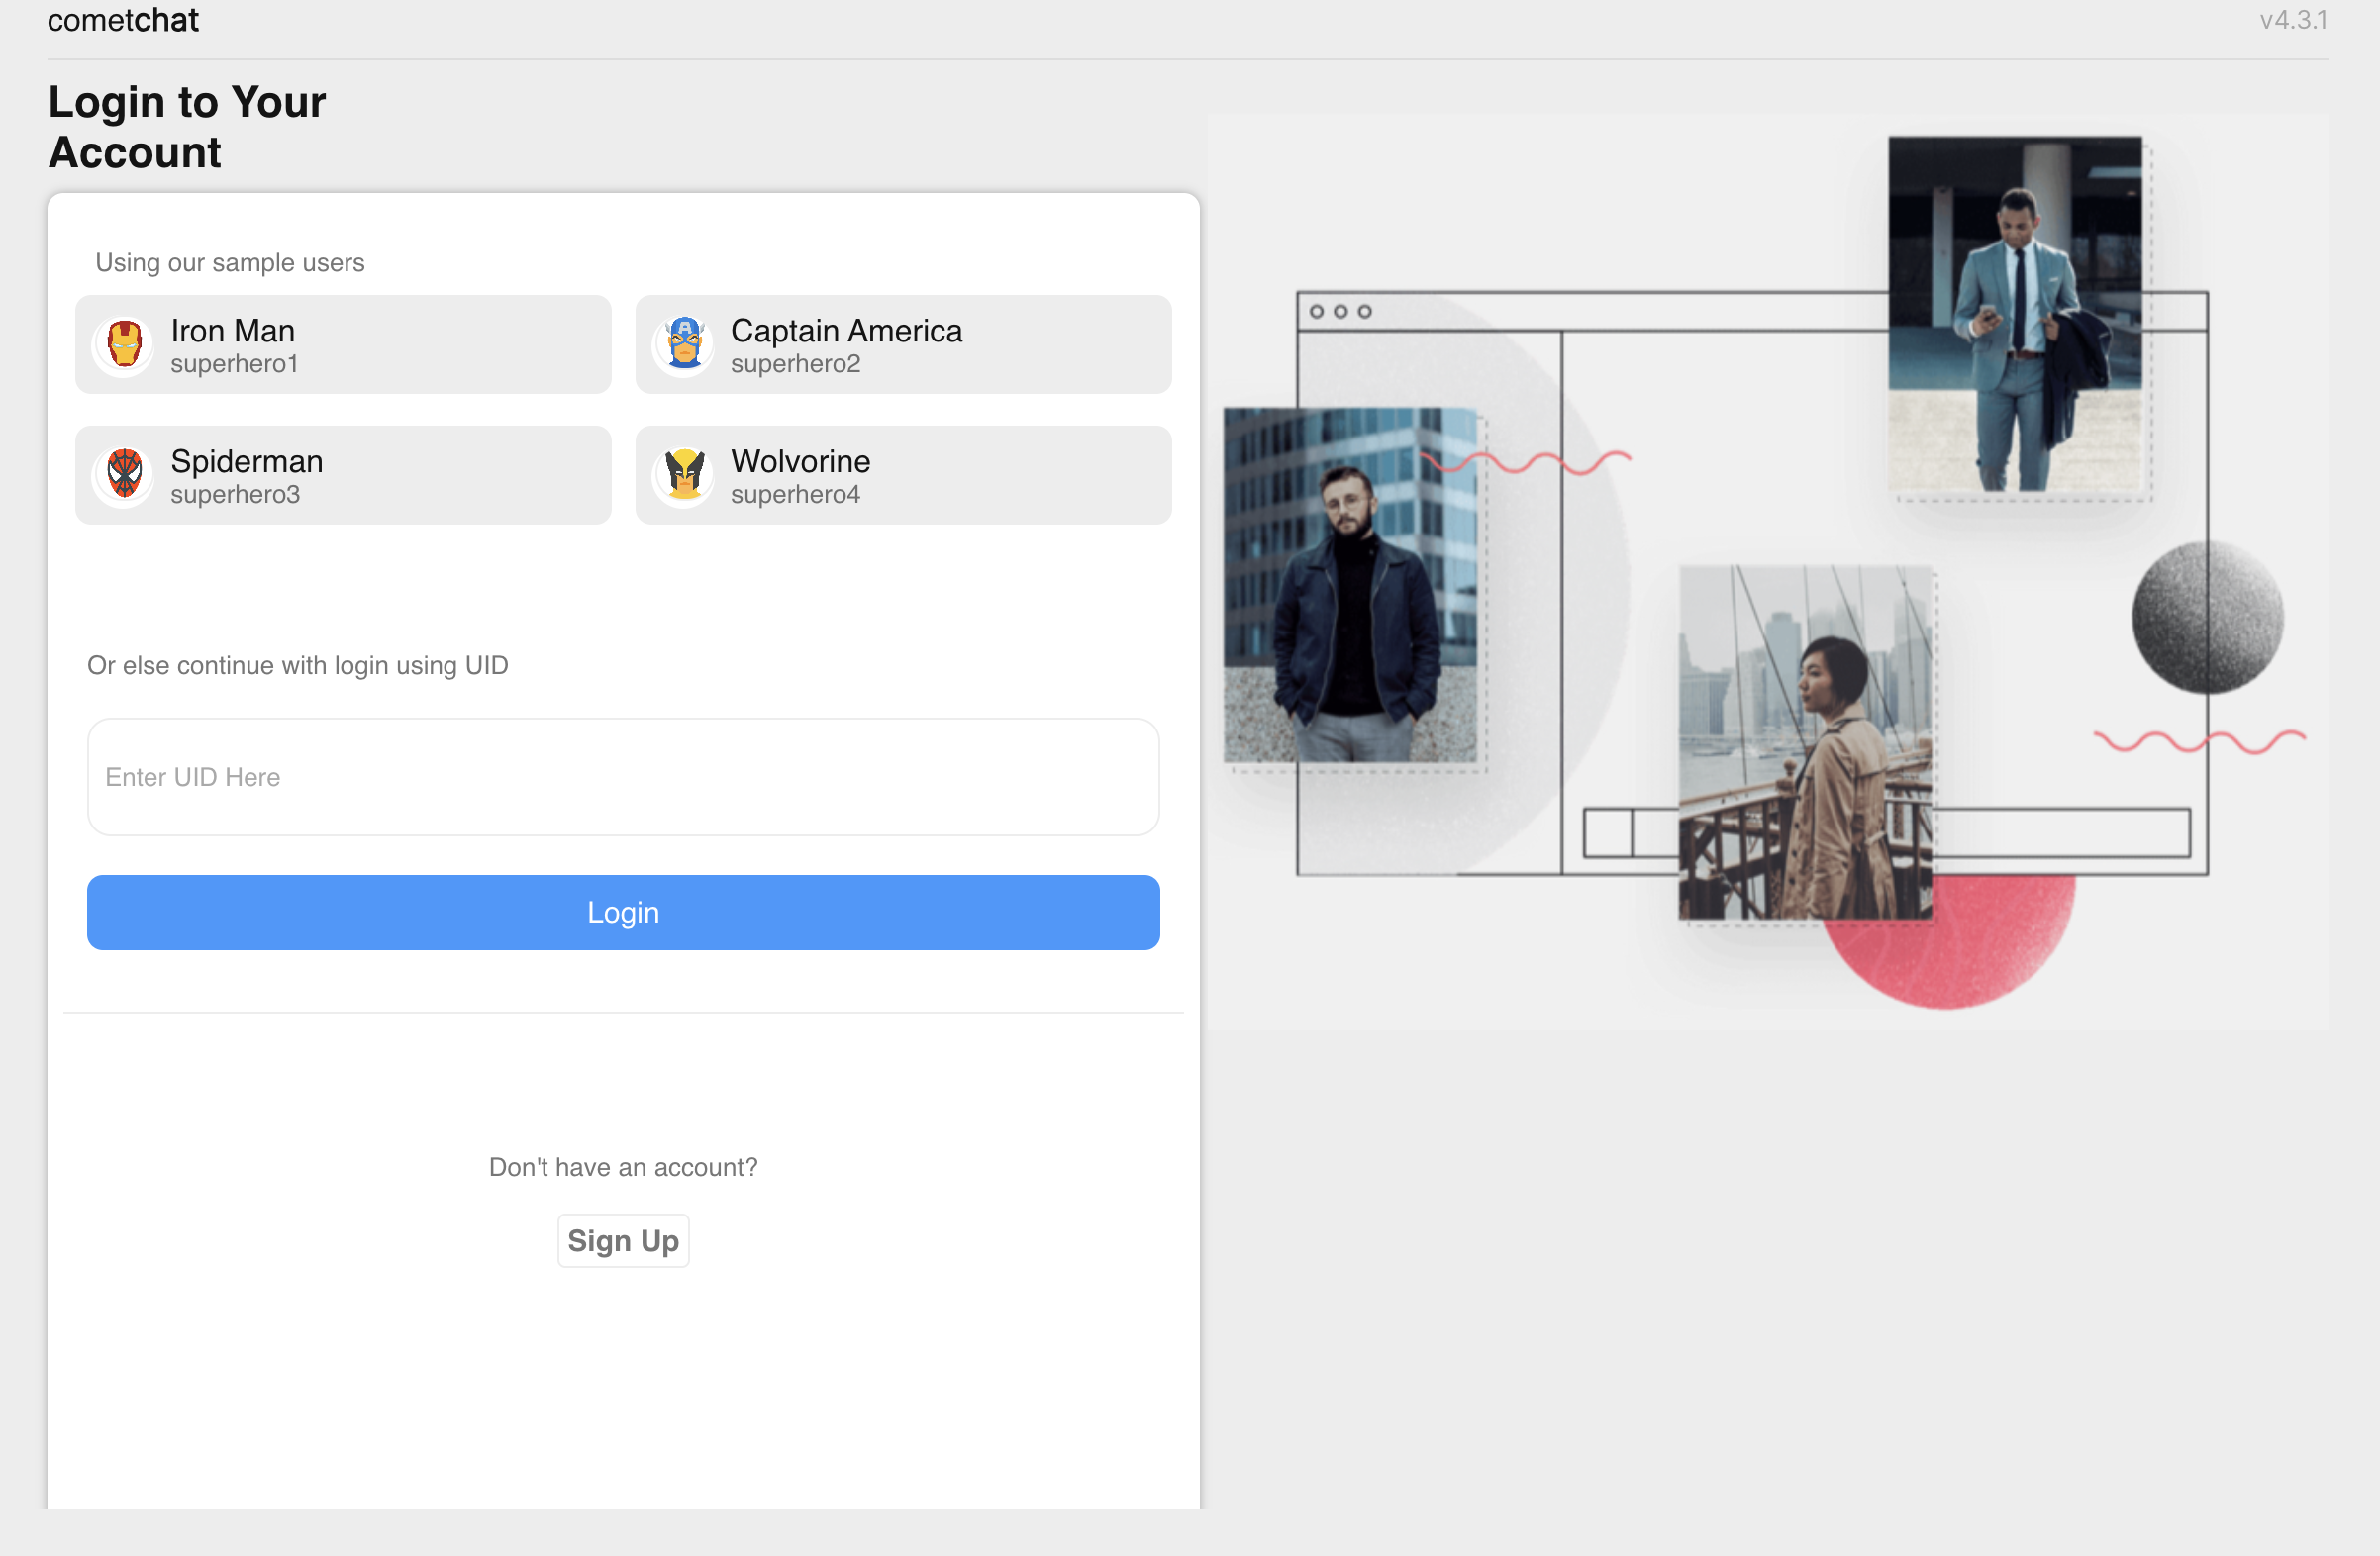 cometchat
v4.3.1
Login to Your
Account
Using our sample users
Iron Man
superhero1
Captain America
superhero2
Spiderman
superhero3
Wolvorine
superhero4
Or else continue with login using UID
Enter UID Here
Login
Don't have an account?
Sign Up